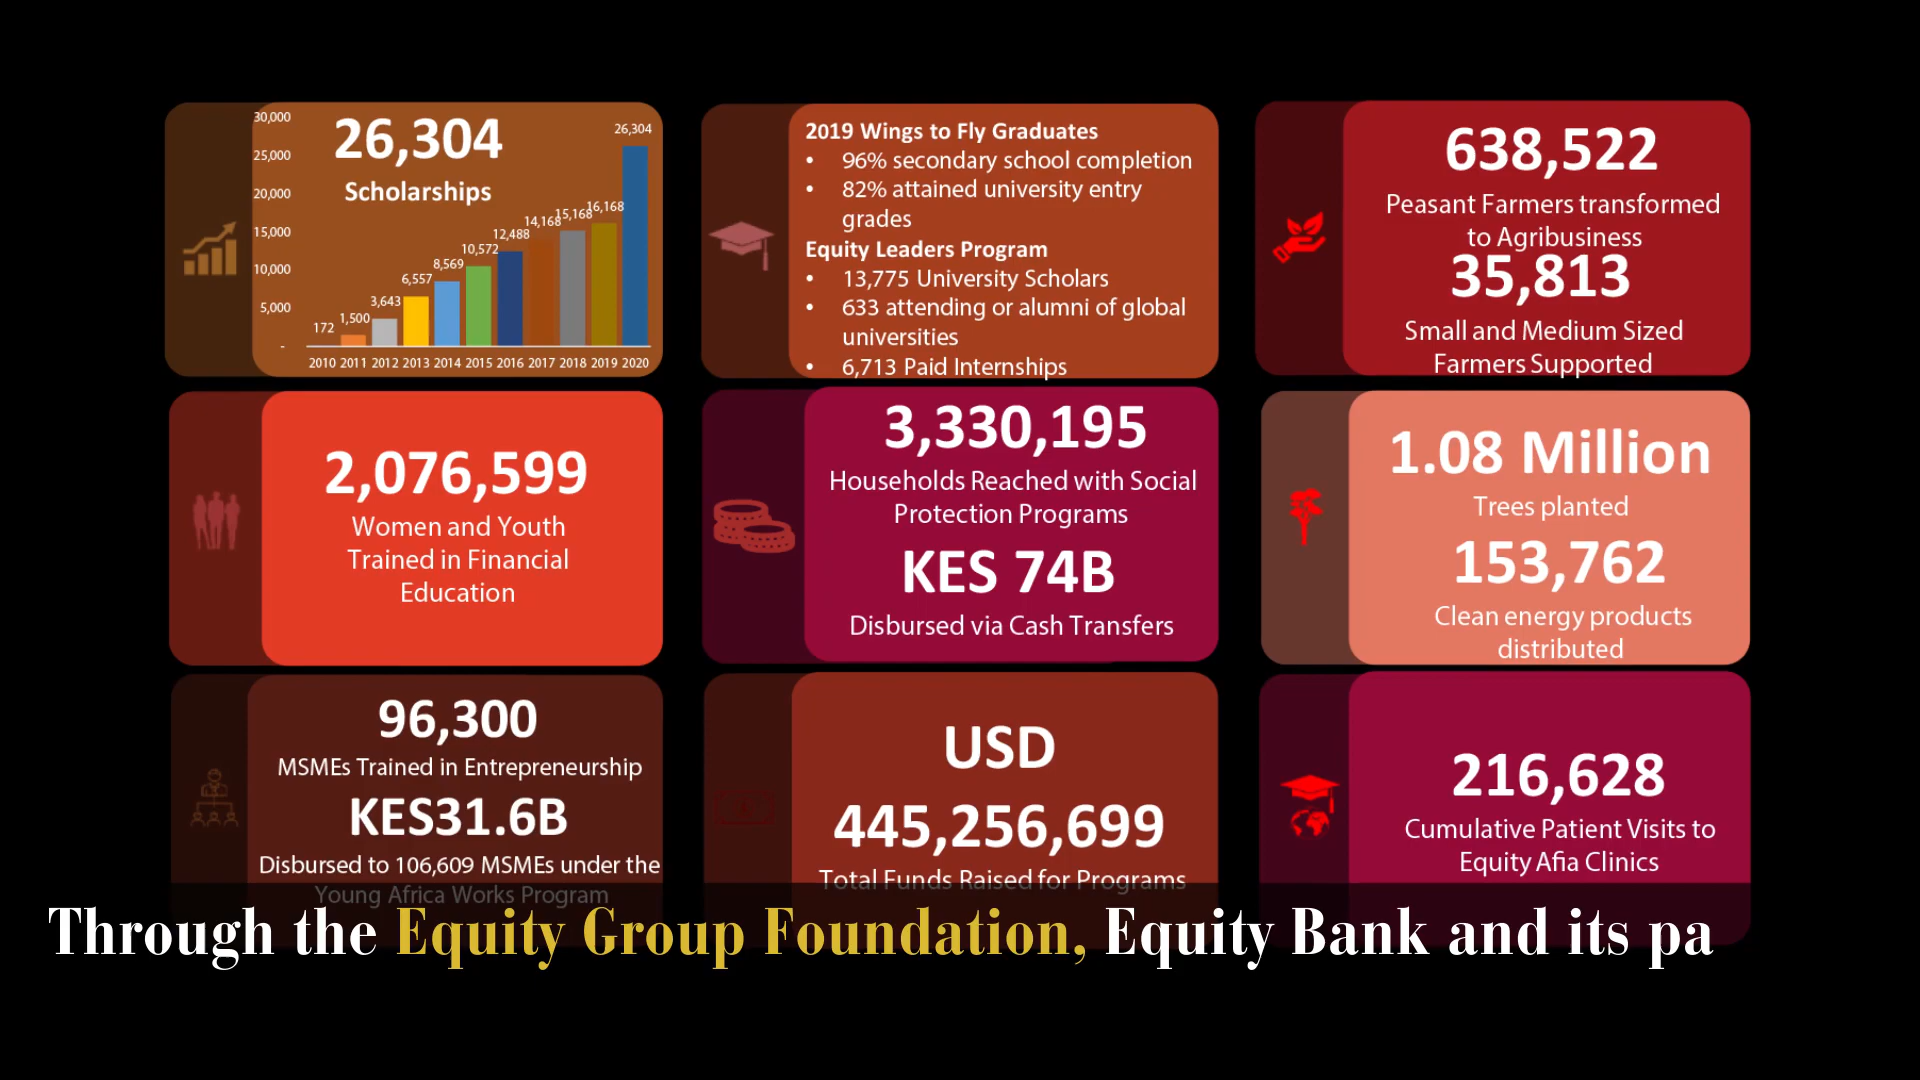 30,000
25,000
20,000
15,000
10,000
5,000
-
26,304
Scholarships
172
1,500
3,643
6,557
8,569
10,572
12,488
14,168
15,168
16,168
26,304
2010 2011 2012 2013 2014 2015 2016 2017 2018 2019 2020
2019 Wings to Fly Graduates
• 96% secondary school completion
• 82% attained university entry
grades
Equity Leaders Program
• 13,775 University Scholars
• 633 attending or alumni of global
universities
• 6,713 Paid Internships
638,522
Peasant Farmers transformed
to Agribusiness
35,813
Small and Medium Sized
Farmers Supported
2,076,599
Women and Youth
Trained in Financial
Education
3,330,195
Households Reached with Social
Protection Programs
KES 74B
Disbursed via Cash Transfers
1.08 Million
Trees planted
153,762
Clean energy products
distributed
96,300
MSMEs Trained in Entrepreneurship
KES31.6B
Disbursed to 106,609 MSMEs under the
Young Africa Works Program
USD
445,256,699
Total Funds Raised for Programs
216,628
Cumulative Patient Visits to
Equity Afia Clinics
Through the Equity Group Foundation, Equity Bank and its pa